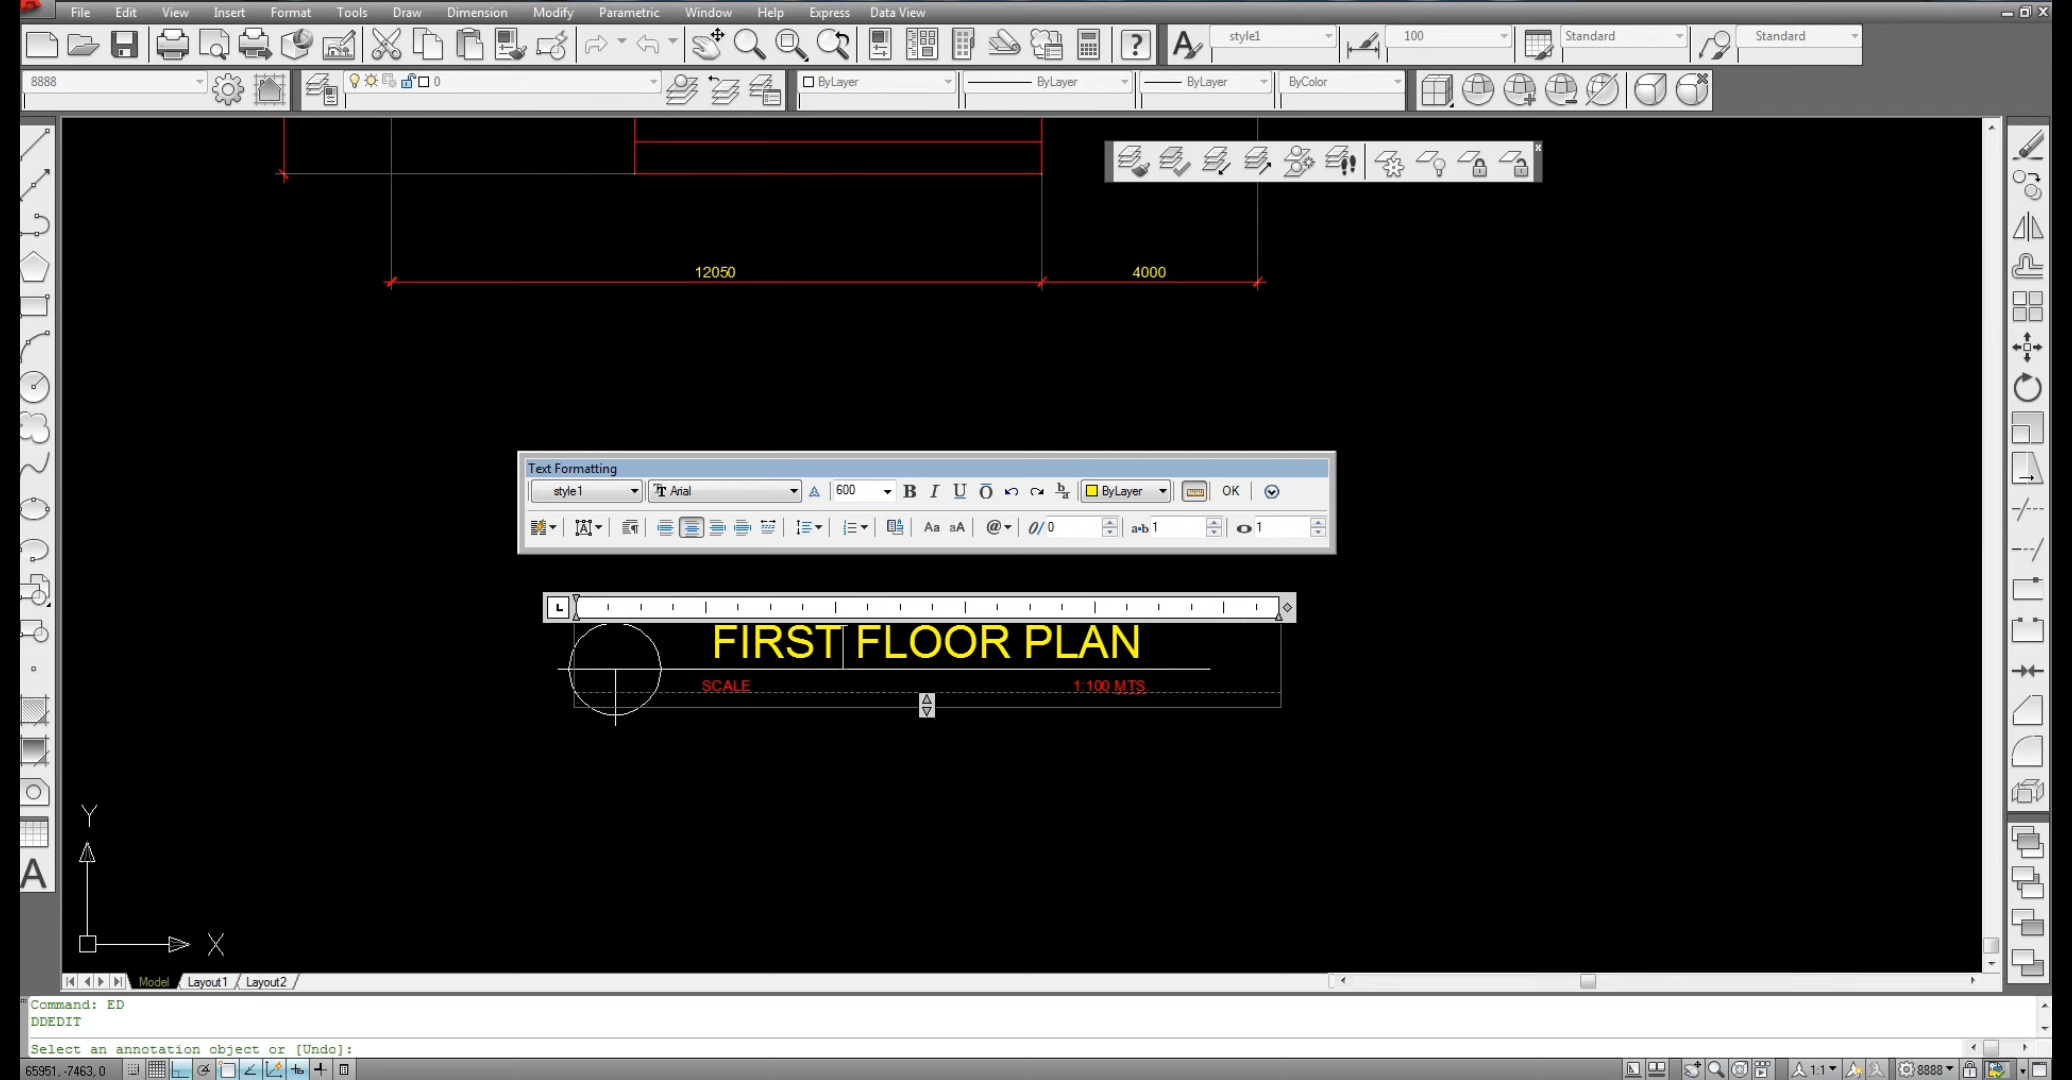 File Edit View Insert Format Tools Draw Dimension Modify Parametric Window Help Express Data View
style1 100 Standard Standard
8888 0 ByLayer ByLayer ByLayer ByColor
12050 4000
Text Formatting
style1 Arial 600 B I U O b/a ByLayer OK
Aa aA @ 0/ 0 a•b 1 1
L
FIRST FLOOR PLAN
SCALE 1:100 MTS
Y
X
A
Model Layout1 Layout2
Command: ED
DDEDIT
Select an annotation object or [Undo]:
65951, -7463, 0 1:1 8888